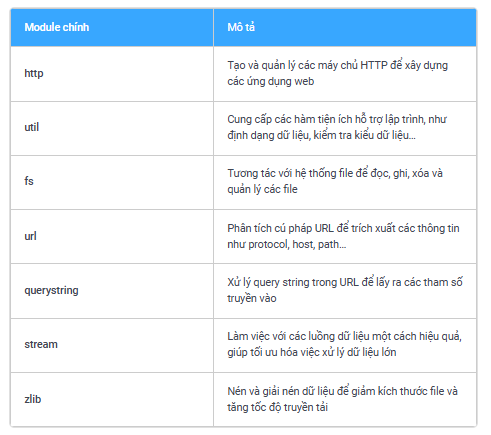 Module chính
Mô tả
http
Tạo và quản lý các máy chủ HTTP để xây dựng
các ứng dụng web
util
Cung cấp các hàm tiện ích hỗ trợ lập trình, như
định dạng dữ liệu, kiểm tra kiểu dữ liệu...
fs
Tương tác với hệ thống file để đọc, ghi, xóa và
quản lý các file
url
Phân tích cú pháp URL để trích xuất các thông tin
như protocol, host, path...
querystring
Xử lý query string trong URL để lấy ra các tham số
truyền vào
stream
Làm việc với các luồng dữ liệu một cách hiệu quả,
giúp tối ưu hóa việc xử lý dữ liệu lớn
zlib
Nén và giải nén dữ liệu để giảm kích thước file và
tăng tốc độ truyền tải